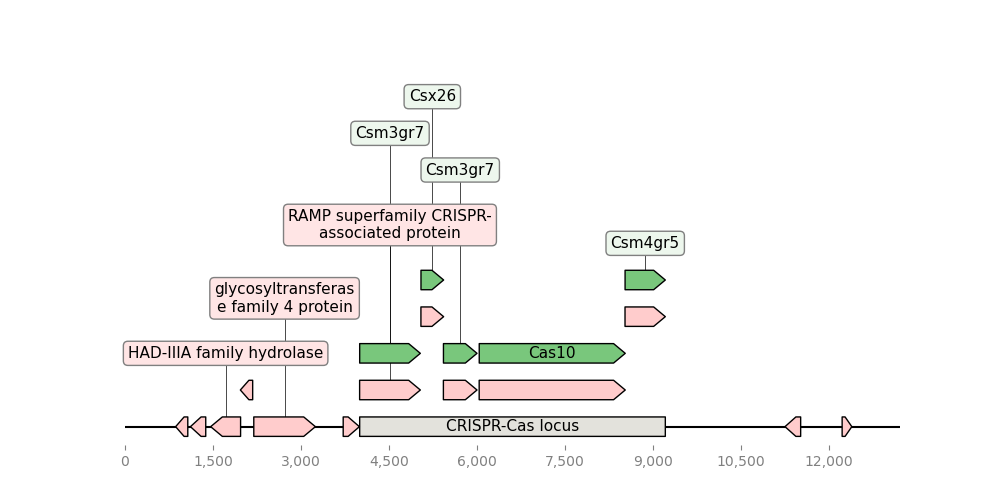 Csx26
Csm3gr7
Csm3gr7
RAMP superfamily CRISPR-
associated protein
Csm4gr5
glycosyltransferas
e family 4 protein
HAD-IIIA family hydrolase
Cas10
CRISPR-Cas locus
0
1,500
3,000
4,500
6,000
7,500
9,000
10,500
12,000